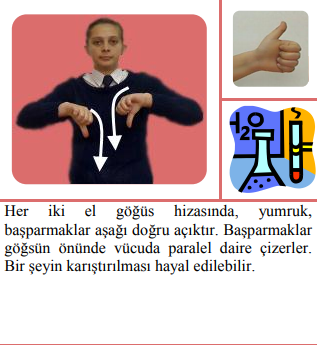 H₂O
Her iki el göğüs hizasında, yumruk,
başparmaklar aşağı doğru açıktır. Başparmaklar
göğsün önünde vücuda paralel daire çizerler.
Bir şeyin karıştırılması hayal edilebilir.